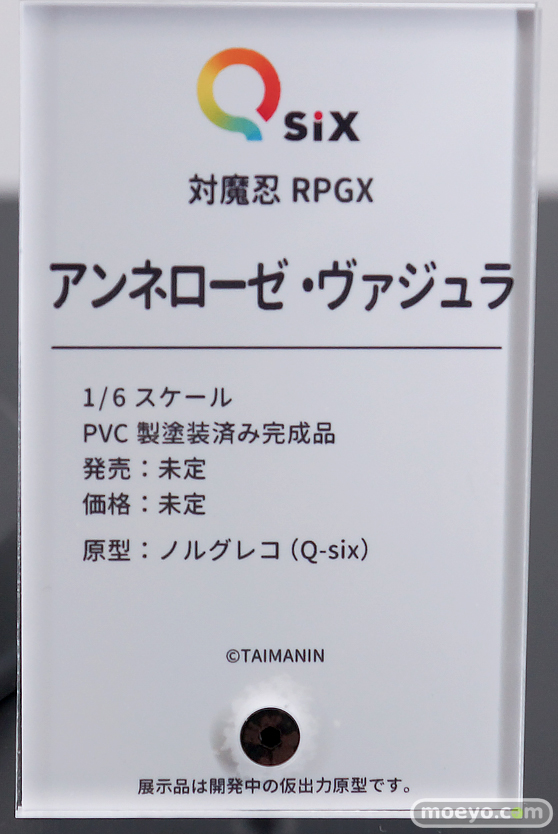 Q six
対魔忍 RPGX
アンネローゼ・ヴァジュラ
1/6 スケール
PVC 製塗装済み完成品
発売：未定
価格：未定
原型：ノルグレコ（Q-six）
©TAIMANIN
展示品は開発中の仮出力原型です。
moeyo.com